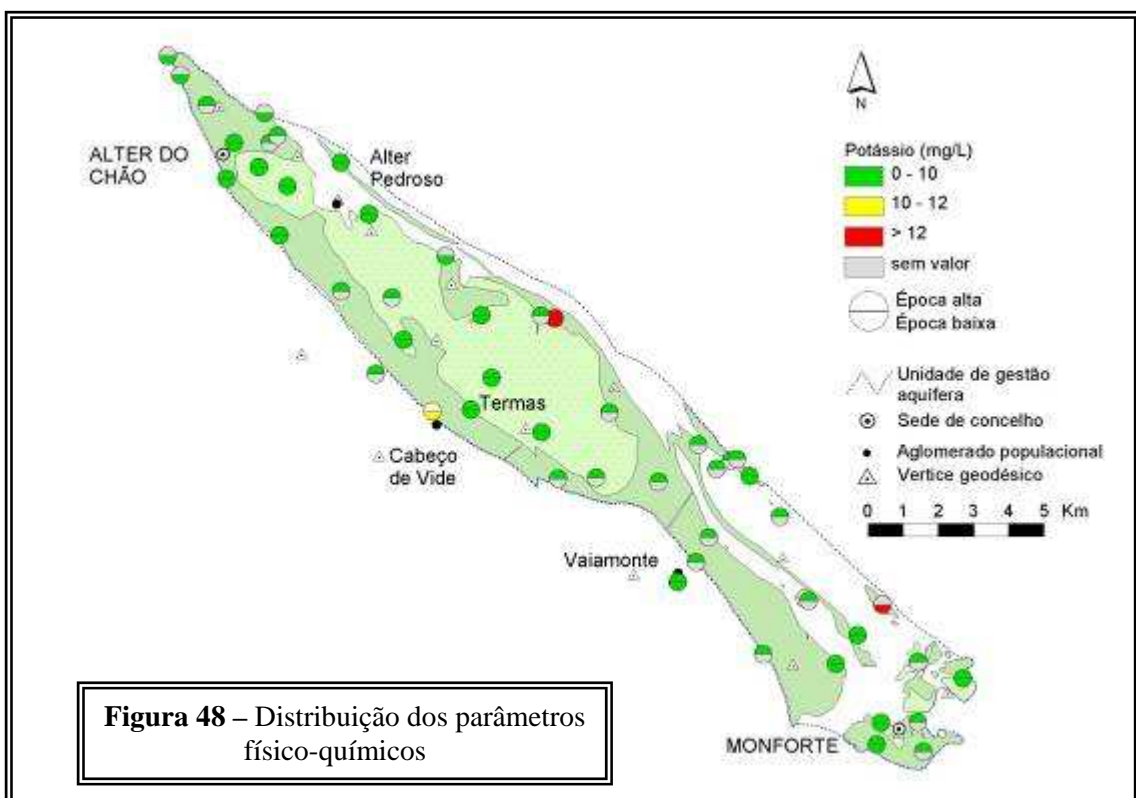 N
ALTER DO
CHÃO
Alter
Pedroso
Termas
Cabeço
de Vide
Vaiamonte
MONFORTE
Potássio (mg/L)
0 - 10
10 - 12
> 12
sem valor
Época alta
Época baixa
Unidade de gestão
aquífera
Sede de concelho
Aglomerado populacional
Vertice geodésico
0 1 2 3 4 5 Km
Figura 48 – Distribuição dos parâmetros
físico-químicos